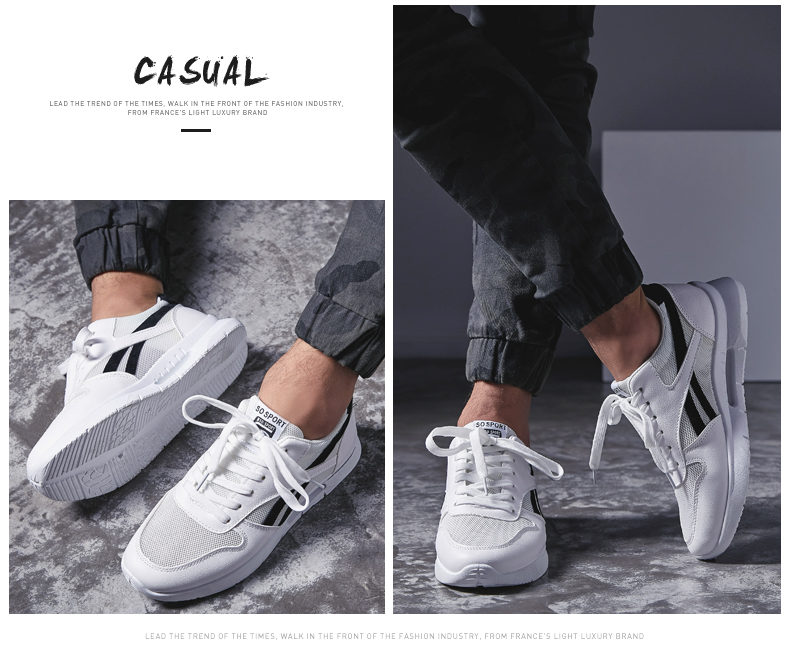 CASUAL
LEAD THE TREND OF THE TIMES, WALK IN THE FRONT OF THE FASHION INDUSTRY,
FROM FRANCE'S LIGHT LUXURY BRAND
SO SPORT
SO SPORT
LEAD THE TREND OF THE TIMES, WALK IN THE FRONT OF THE FASHION INDUSTRY, FROM FRANCE'S LIGHT LUXURY BRAND